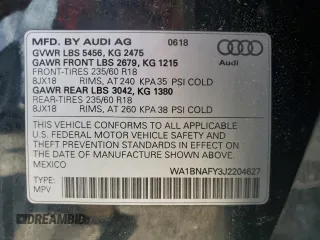 MFD. BY AUDI AG 0618
GVWR LBS 5456, KG 2475
GAWR FRONT LBS 2679, KG 1215
FRONT-TIRES 235/60 R18
8JX18 RIMS, AT 240 KPA 35 PSI COLD
GAWR REAR LBS 3042, KG 1380
REAR-TIRES 235/60 R18
8JX18 RIMS, AT 260 KPA 38 PSI COLD
Audi
THIS VEHICLE CONFORMS TO ALL APPLICABLE
U.S. FEDERAL MOTOR VEHICLE SAFETY AND
THEFT PREVENTION STANDARDS IN EFFECT
ON THE DATE OF MANUFACTURE SHOWN ABOVE.
MEXICO WA1BNAFY3J2204627
TYPE:
MPV